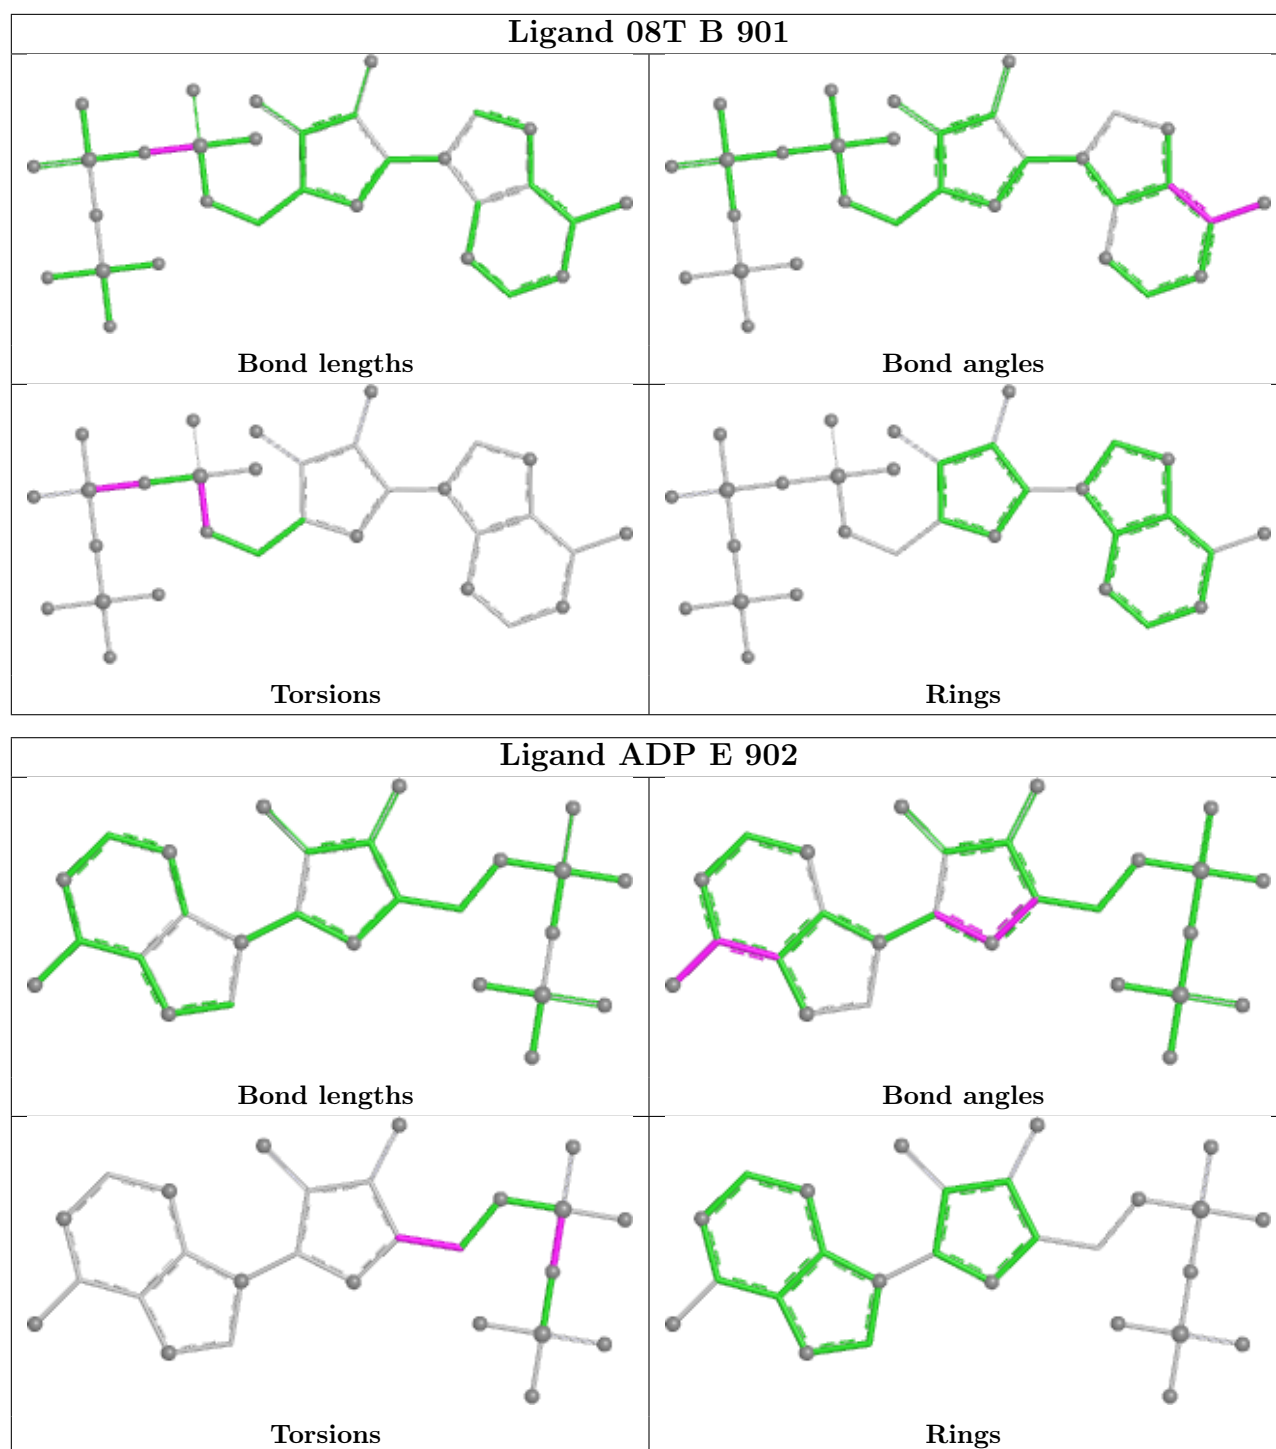 Ligand 08T B 901
Bond lengths
Bond angles
Torsions
Rings
Ligand ADP E 902
Bond lengths
Bond angles
Torsions
Rings